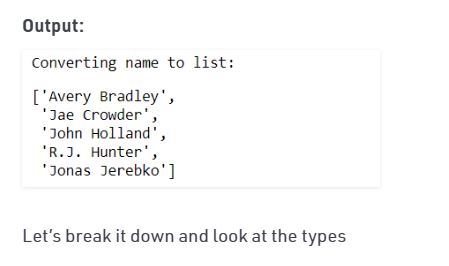 Output:
Converting name to list:
['Avery Bradley',
'Jae Crowder',
'John Holland',
'R.J. Hunter',
'Jonas Jerebko']
Let’s break it down and look at the types